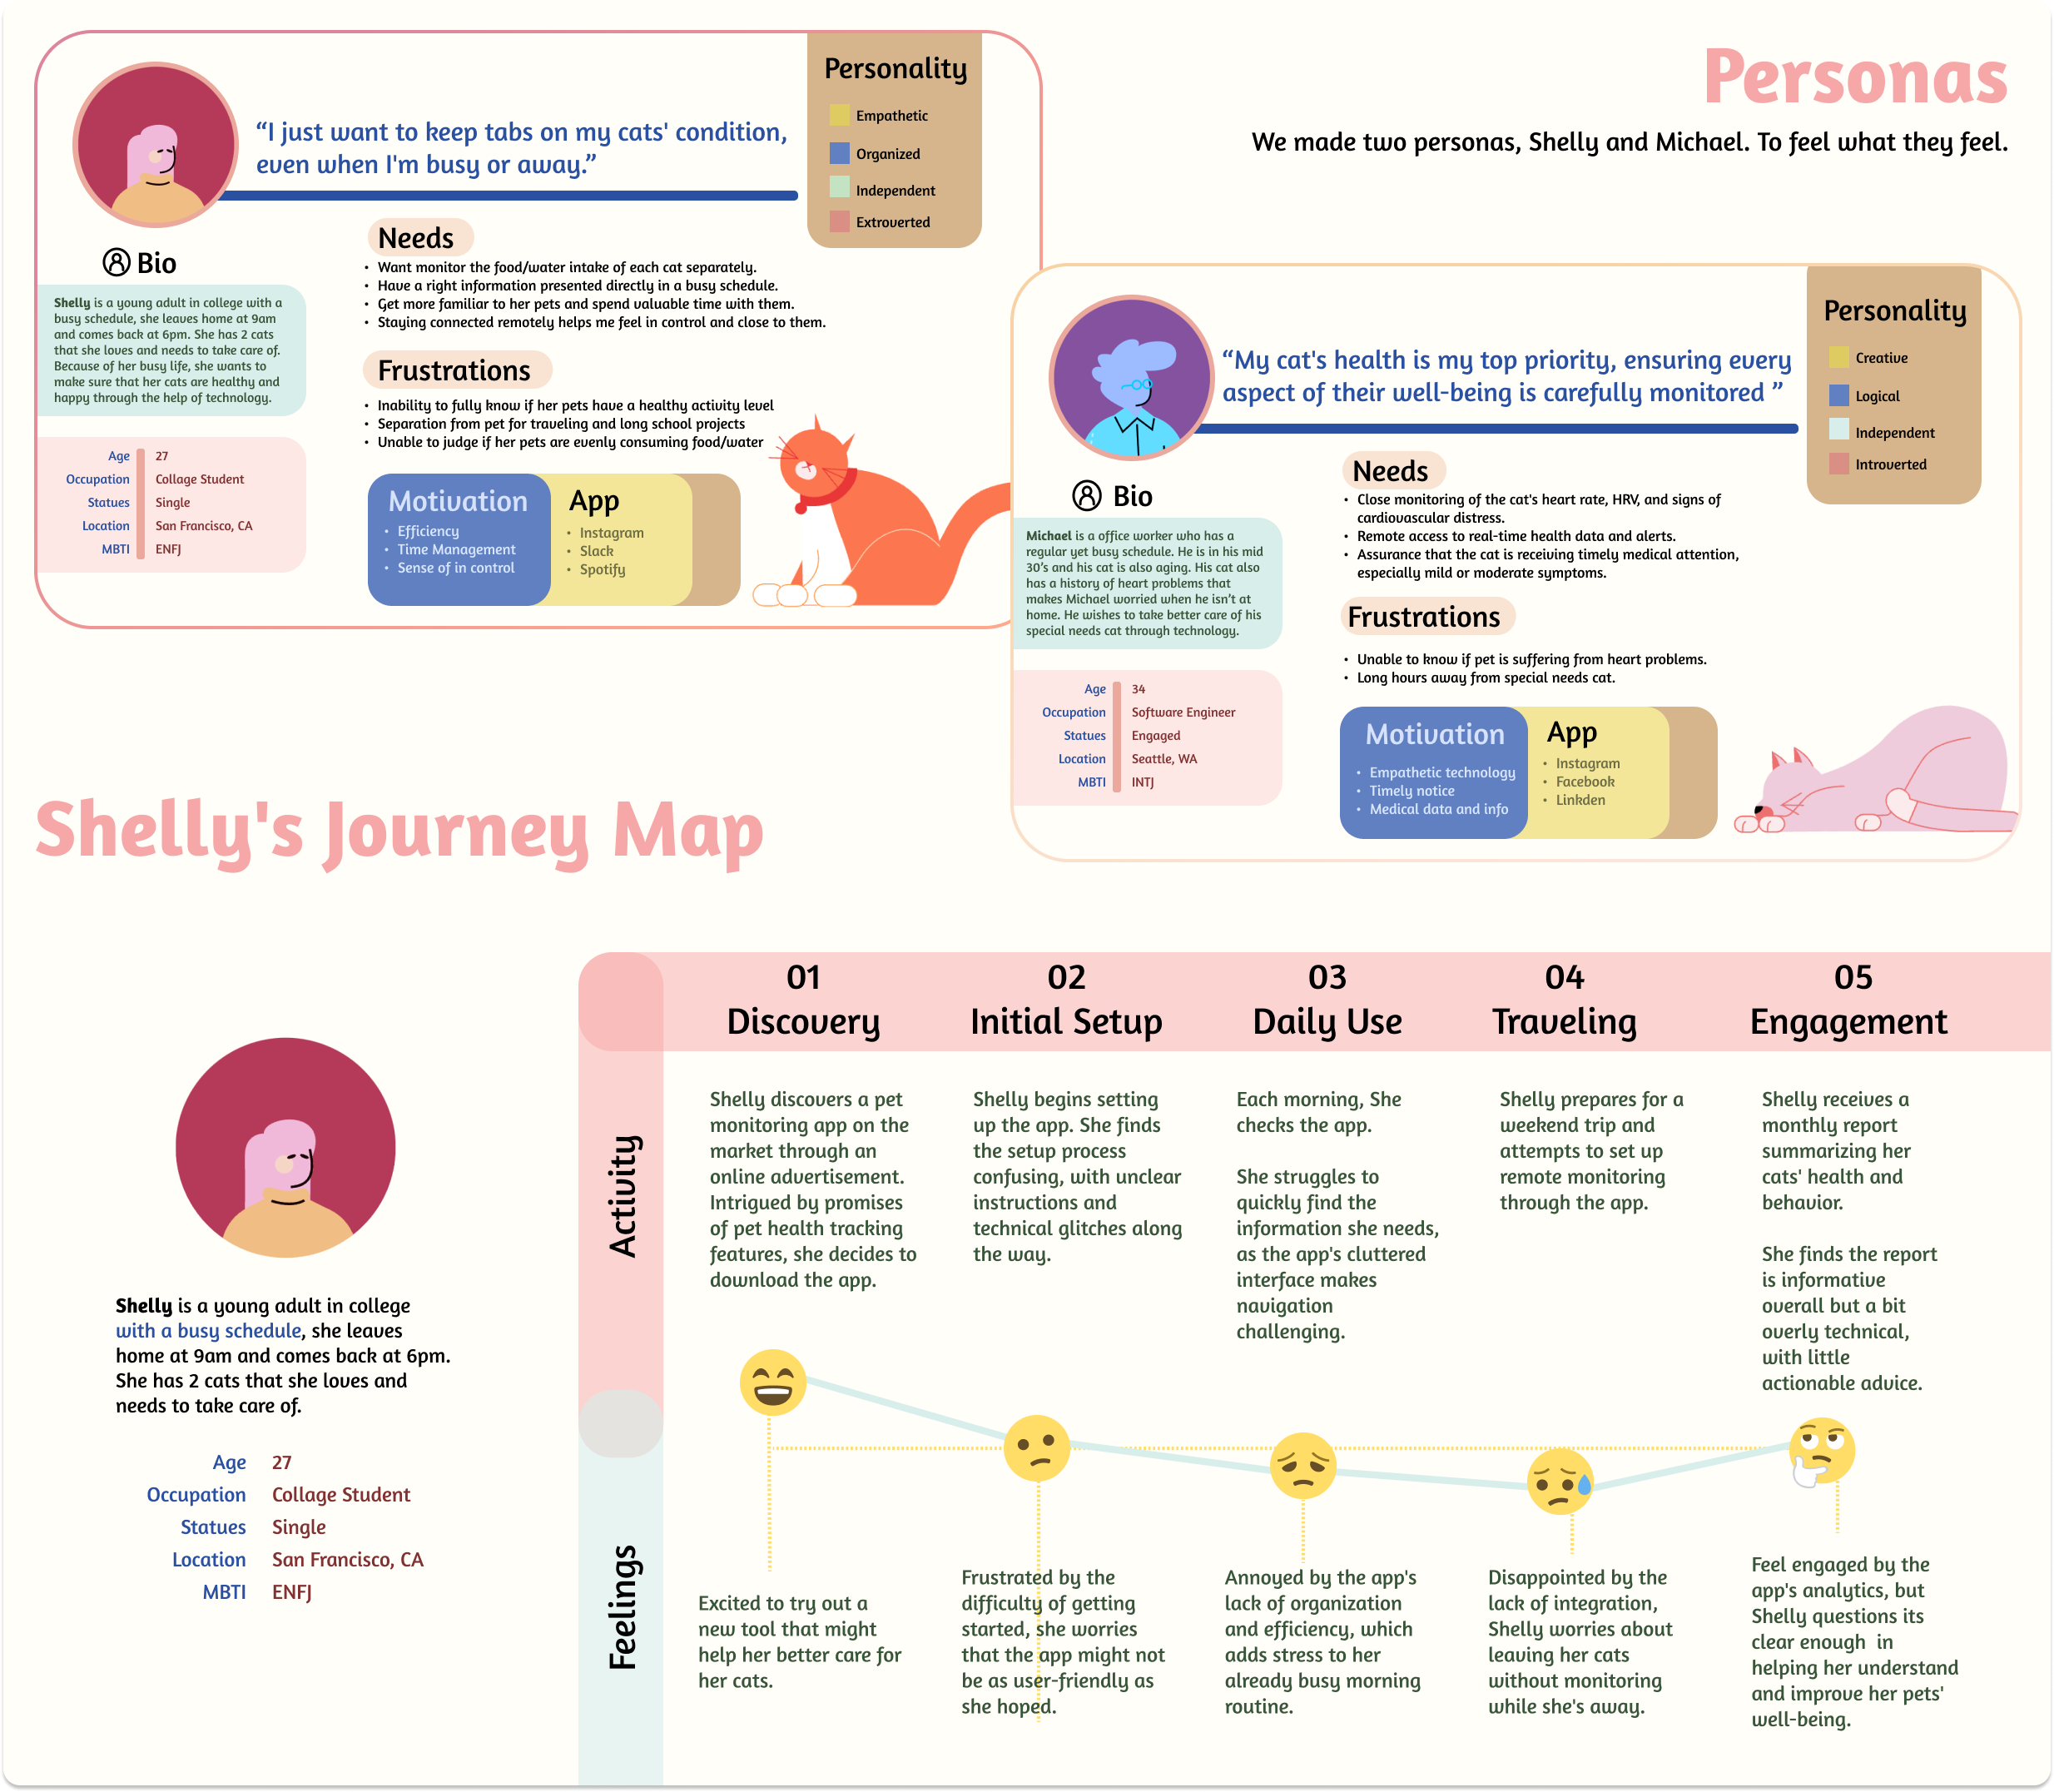 Personas
We made two personas, Shelly and Michael. To feel what they feel.
“I just want to keep tabs on my cats' condition,
even when I'm busy or away.”
Personality
Empathetic
Organized
Independent
Extroverted
Bio
Shelly is a young adult in college with a
busy schedule, she leaves home at 9am
and comes back at 6pm. She has 2 cats
that she loves and needs to take care of.
Because of her busy life, she wants to
make sure that her cats are healthy and
happy through the help of technology.
Age 27
Occupation Collage Student
Statues Single
Location San Francisco, CA
MBTI ENFJ
Needs
• Want monitor the food/water intake of each cat separately.
• Have a right information presented directly in a busy schedule.
• Get more familiar to her pets and spend valuable time with them.
• Staying connected remotely helps me feel in control and close to them.
Frustrations
• Inability to fully know if her pets have a healthy activity level
• Separation from pet for traveling and long school projects
• Unable to judge if her pets are evenly consuming food/water
Motivation
• Efficiency
• Time Management
• Sense of in control
App
• Instagram
• Slack
• Spotify
“My cat's health is my top priority, ensuring every
aspect of their well-being is carefully monitored ”
Personality
Creative
Logical
Independent
Introverted
Bio
Michael is a office worker who has a
regular yet busy schedule. He is in his mid
30’s and his cat is also aging. His cat also
has a history of heart problems that
makes Michael worried when he isn’t at
home. He wishes to take better care of his
special needs cat through technology.
Age 34
Occupation Software Engineer
Statues Engaged
Location Seattle, WA
MBTI INTJ
Needs
• Close monitoring of the cat's heart rate, HRV, and signs of
cardiovascular distress.
• Remote access to real-time health data and alerts.
• Assurance that the cat is receiving timely medical attention,
especially mild or moderate symptoms.
Frustrations
• Unable to know if pet is suffering from heart problems.
• Long hours away from special needs cat.
Motivation
• Empathetic technology
• Timely notice
• Medical data and info
App
• Instagram
• Facebook
• Linkden
Shelly's Journey Map
Shelly is a young adult in college
with a busy schedule, she leaves
home at 9am and comes back at 6pm.
She has 2 cats that she loves and
needs to take care of.
Age 27
Occupation Collage Student
Statues Single
Location San Francisco, CA
MBTI ENFJ
01
Discovery
02
Initial Setup
03
Daily Use
04
Traveling
05
Engagement
Activity
Shelly discovers a pet
monitoring app on the
market through an
online advertisement.
Intrigued by promises
of pet health tracking
features, she decides to
download the app.
Shelly begins setting
up the app. She finds
the setup process
confusing, with unclear
instructions and
technical glitches along
the way.
Each morning, She
checks the app.
She struggles to
quickly find the
information she needs,
as the app's cluttered
interface makes
navigation
challenging.
Shelly prepares for a
weekend trip and
attempts to set up
remote monitoring
through the app.
Shelly receives a
monthly report
summarizing her
cats' health and
behavior.
She finds the report
is informative
overall but a bit
overly technical,
with little
actionable advice.
Feelings
Excited to try out a
new tool that might
help her better care for
her cats.
Frustrated by the
difficulty of getting
started, she worries
that the app might not
be as user-friendly as
she hoped.
Annoyed by the app's
lack of organization
and efficiency, which
adds stress to her
already busy morning
routine.
Disappointed by the
lack of integration,
Shelly worries about
leaving her cats
without monitoring
while she's away.
Feel engaged by the
app's analytics, but
Shelly questions its
clear enough in
helping her understand
and improve her pets'
well-being.